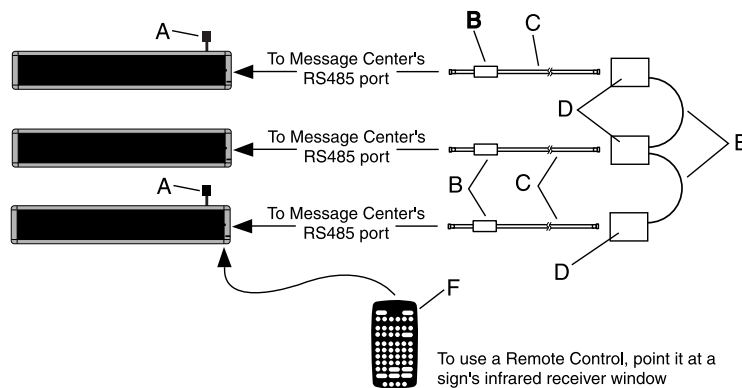 A
B
C
To Message Center's
RS485 port
D
To Message Center's
RS485 port
E
A
B
C
To Message Center's
RS485 port
D
F
To use a Remote Control, point it at a
sign's infrared receiver window